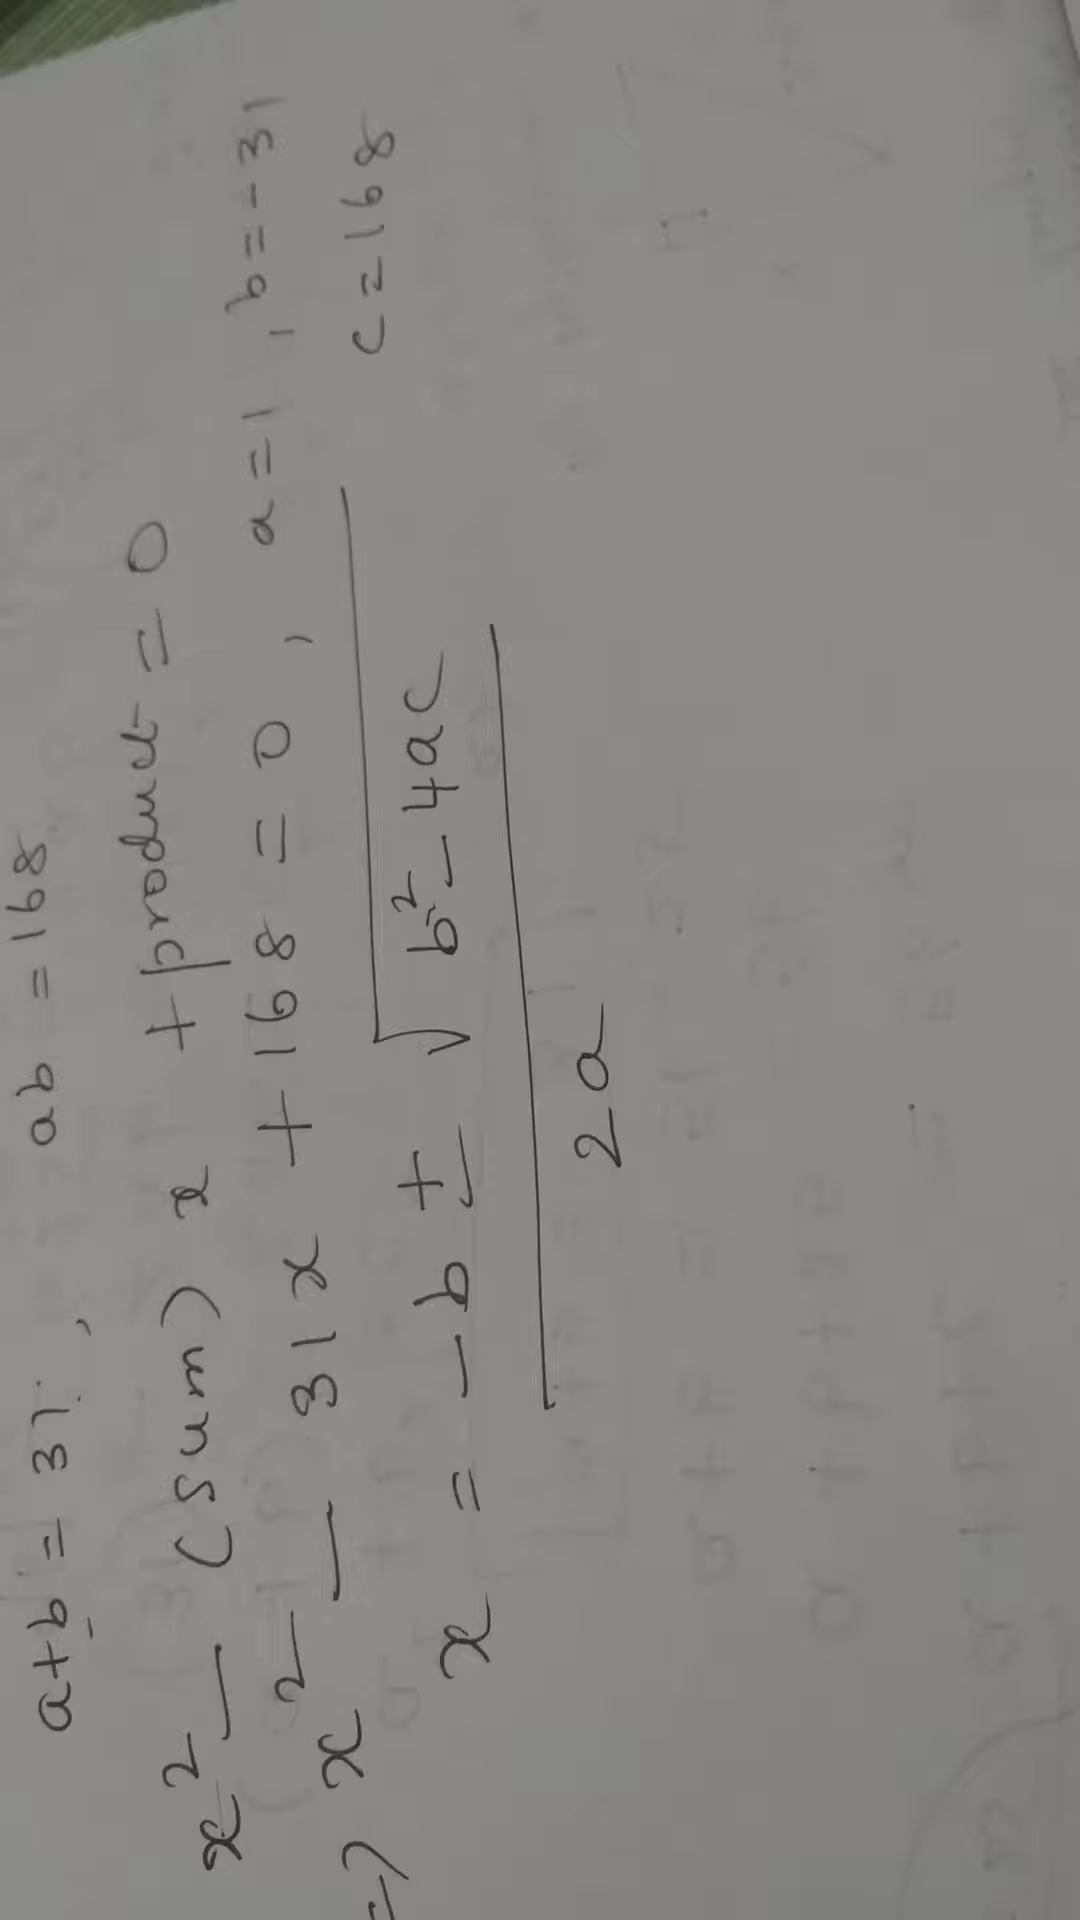 a+b = 31, ab = 168
x² - (sum) x + product = 0
=> x² - 31x + 168 = 0, a=1, b=-31
c=168
x = -b ± √b²-4ac
2a